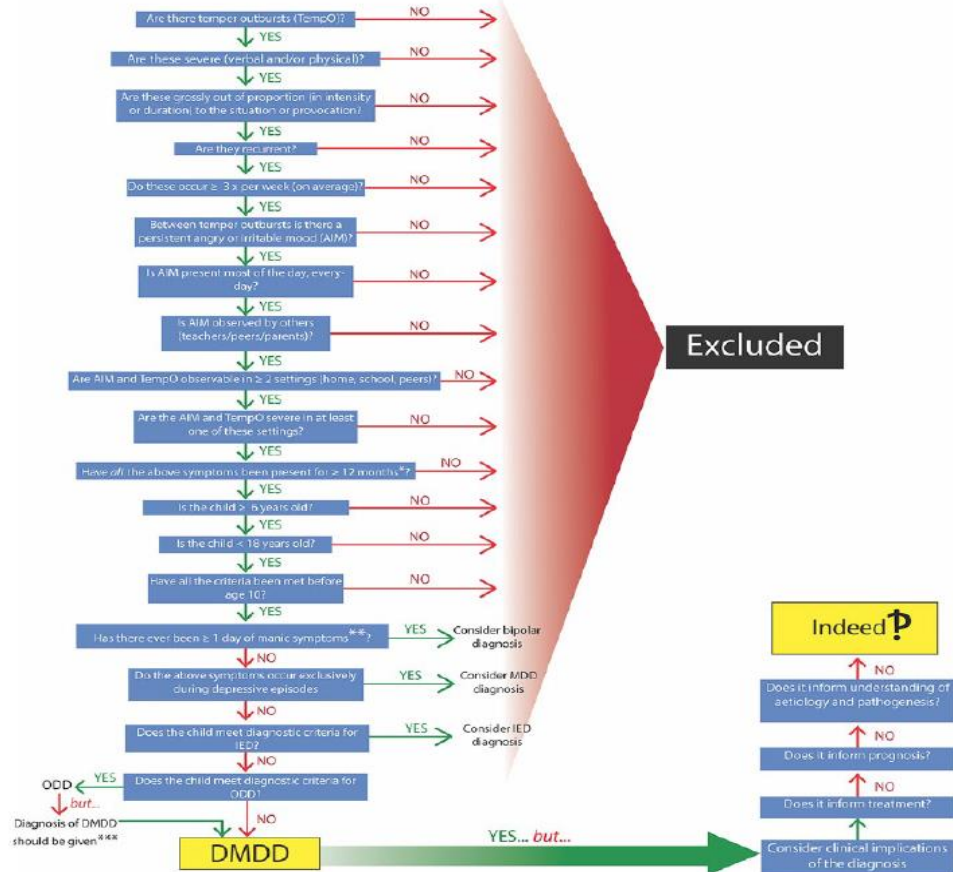 Are there temper outbursts (TempO)?
NO
YES
Are these severe (verbal and/or physical)?
NO
YES
Are these grossly out of proportion (in intensity
or duration) to the situation or provocation?
NO
YES
Are they recurrent?
NO
YES
Do these occur ≥ 3 x per week (on average)?
NO
YES
Between temper outbursts is there a
persistent angry or irritable mood (AIM)?
NO
YES
Is AIM present most of the day, every-
day?
NO
YES
Is AIM observed by others
(teachers/peers/parents)?
NO
YES
Are AIM and TempO observable in ≥ 2 settings (home, school, peers)?
NO
YES
Are the AIM and TempO severe in at least
one of these settings?
NO
YES
Have all the above symptoms been present for ≥ 12 months*?
NO
YES
Is the child ≥ 6 years old?
NO
YES
Is the child < 18 years old?
NO
YES
Have all the criteria been met before
age 10?
NO
YES
Excluded
Has there ever been ≥ 1 day of manic symptoms**?
YES
Consider bipolar
diagnosis
NO
Do the above symptoms occur exclusively
during depressive episodes
YES
Consider MDD
diagnosis
NO
Does the child meet diagnostic criteria for
IED?
YES
Consider IED
diagnosis
NO
Does the child meet diagnostic criteria for
ODD?
YES
ODD
but...
Diagnosis of DMDD
should be given***
NO
DMDD
YES... but...
Consider clinical implications
of the diagnosis
Does it inform treatment?
NO
Does it inform prognosis?
NO
Does it inform understanding of
aetiology and pathogenesis?
NO
Indeed‽